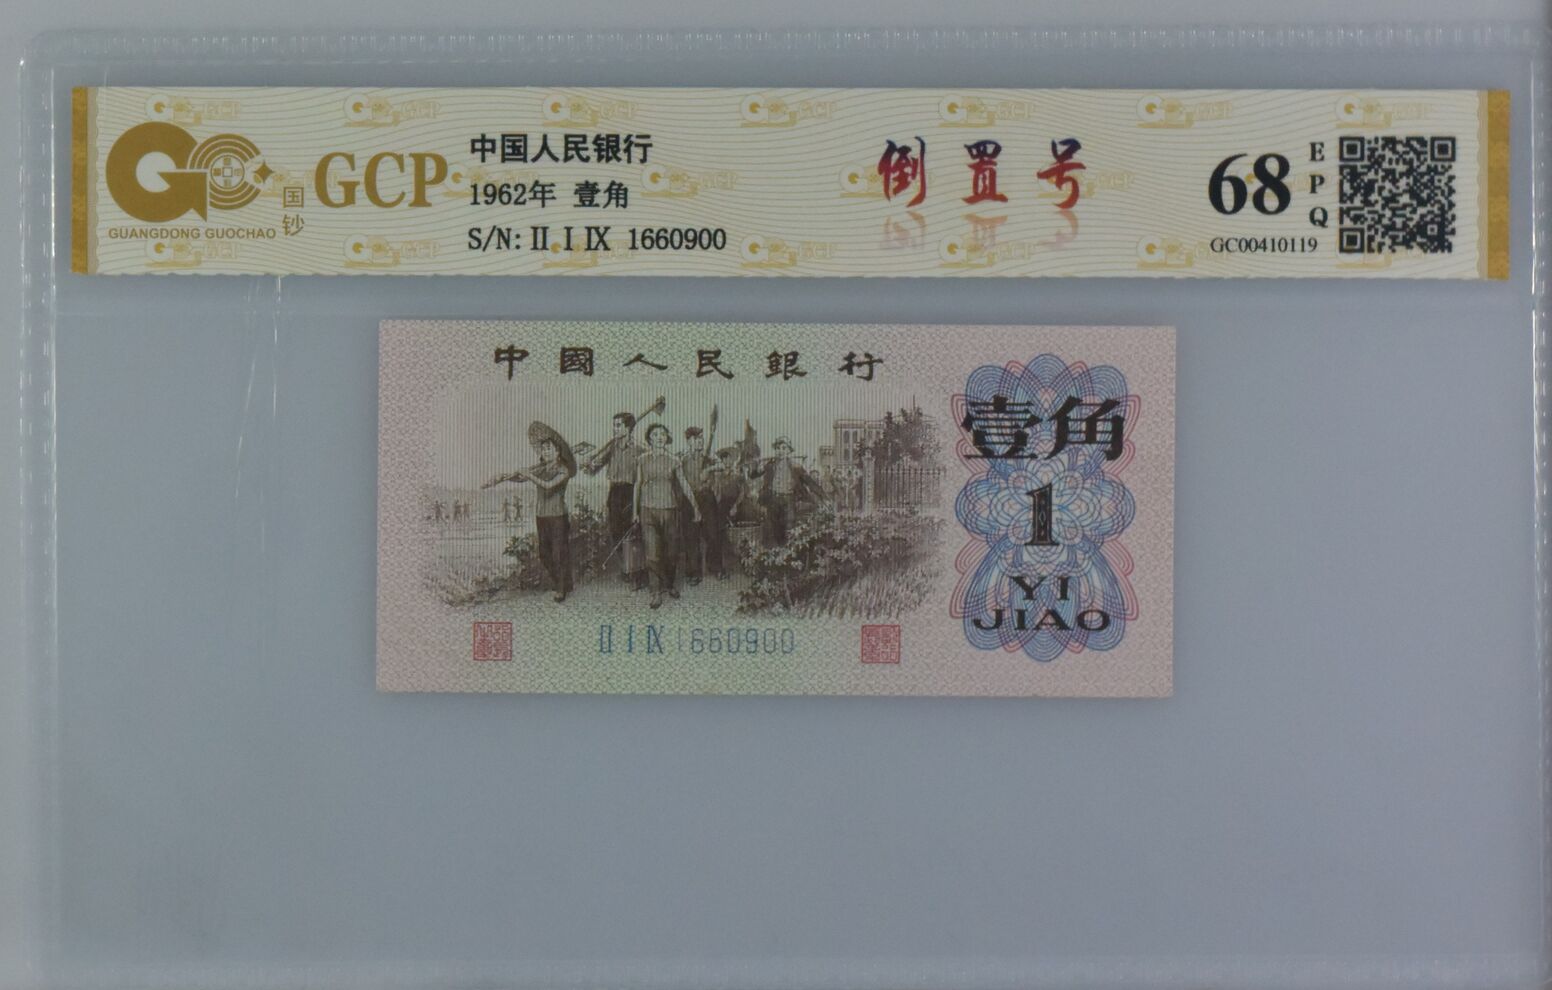 GCP
GUANGDONG GUOCHAO
国钞
中国人民银行
1962年 壹角
S/N: II I IX 1660900
倒置号
68
EPQ
GC00410119
中國人民銀行
壹角
1
YI
JIAO
II I IX 1660900